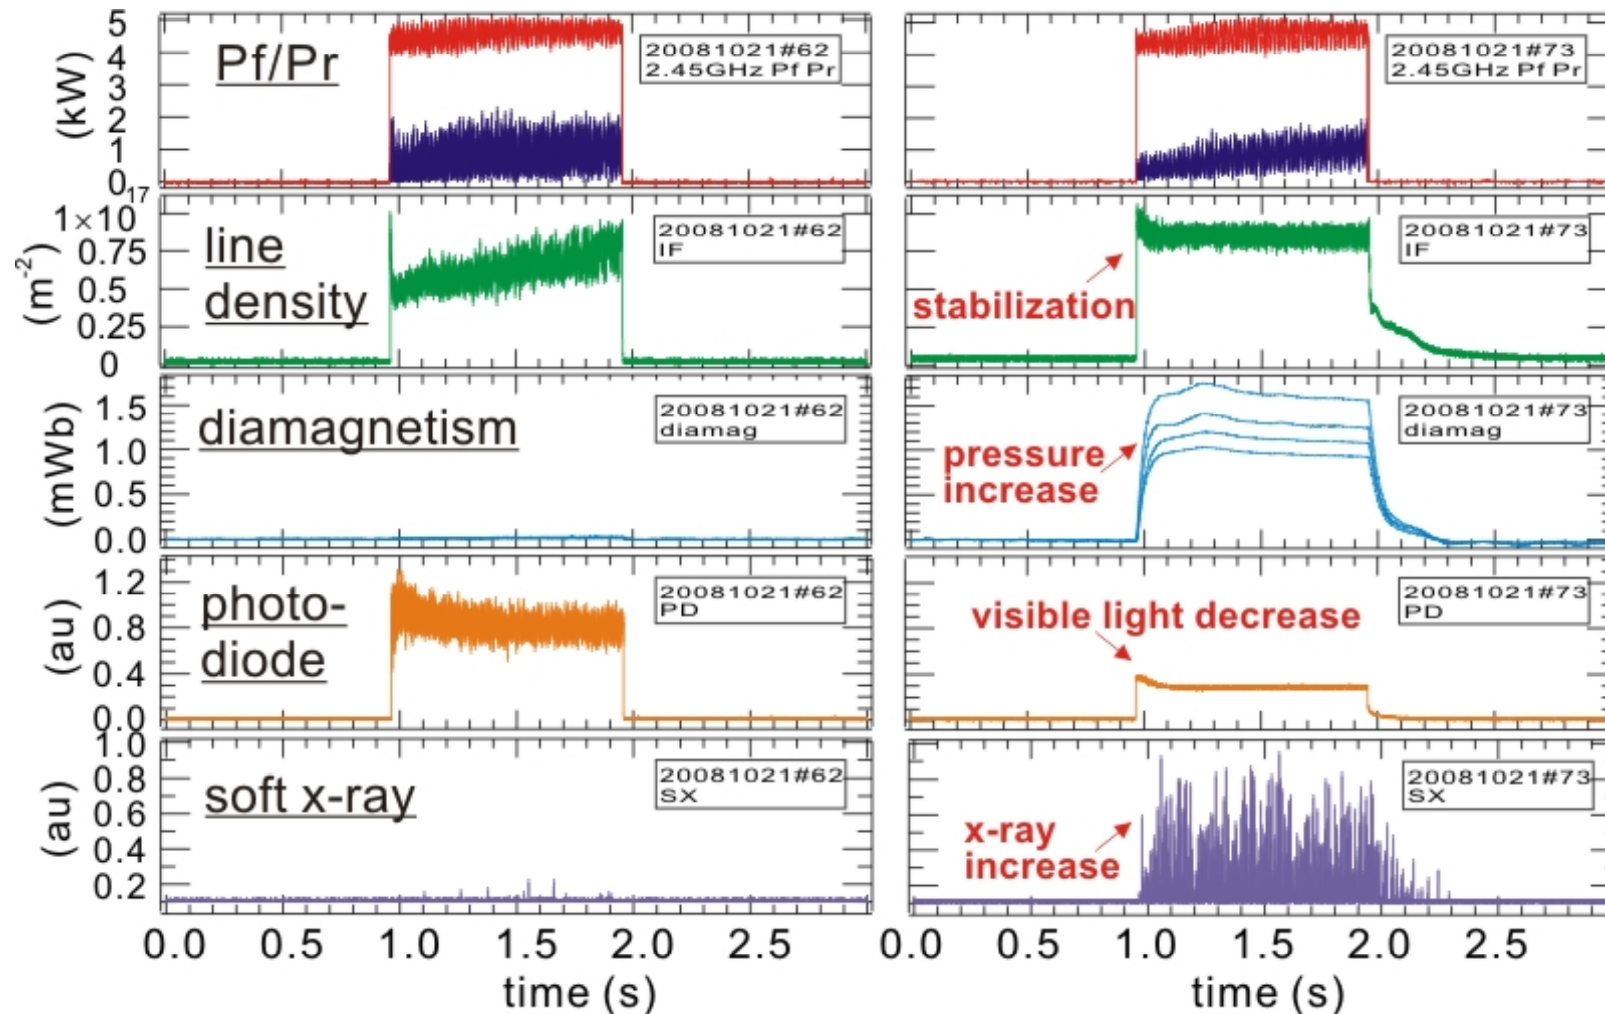 Pf/Pr
(kW)
5
4
3
2
1
0
20081021#62
2.45GHz Pf Pr
20081021#73
2.45GHz Pf Pr
line
density
(m-2)
1×10 17
0.75
0.5
0.25
0
20081021#62
IF
stabilization
20081021#73
IF
diamagnetism
(mWb)
1.5
1.0
0.5
0.0
20081021#62
diamag
pressure
increase
20081021#73
diamag
photo-
diode
(au)
1.2
0.8
0.4
0.0
20081021#62
PD
visible light decrease
20081021#73
PD
soft x-ray
(au)
1.0
0.8
0.6
0.4
0.2
20081021#62
SX
x-ray
increase
20081021#73
SX
0.0 0.5 1.0 1.5 2.0 2.5
time (s)
0.0 0.5 1.0 1.5 2.0 2.5
time (s)